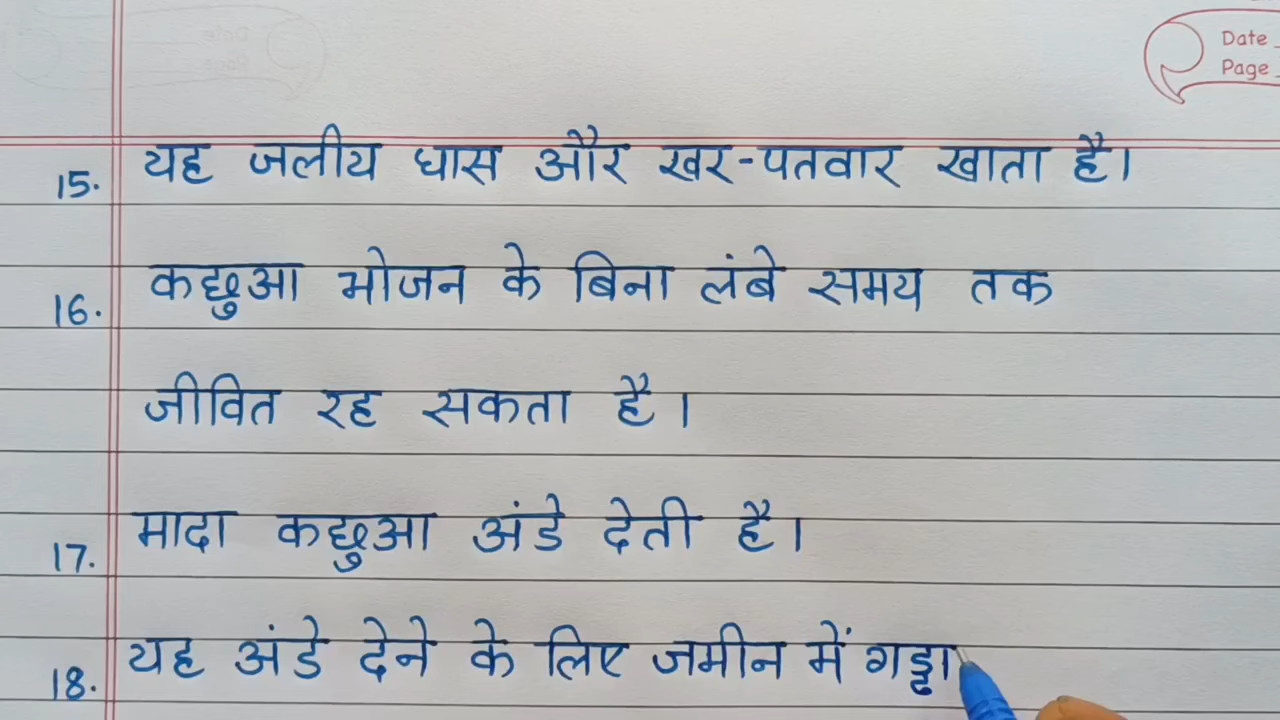 Date
Page
15. यह जलीय घास और खर-पतवार खाता है।
16. कछुआ भोजन के बिना लंबे समय तक
जीवित रह सकता है।
17. मादा कछुआ अंडे देती है।
18. यह अंडे देने के लिए जमीन में गड्ढा